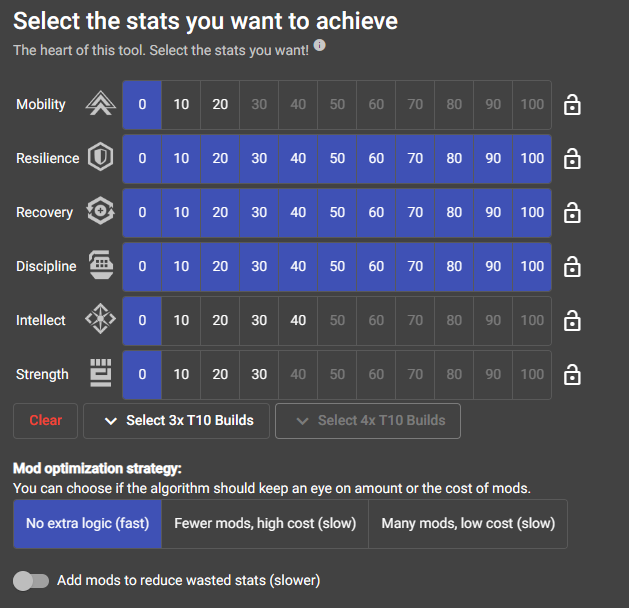 Select the stats you want to achieve
The heart of this tool. Select the stats you want!
Mobility 0 10 20 30 40 50 60 70 80 90 100
Resilience 0 10 20 30 40 50 60 70 80 90 100
Recovery 0 10 20 30 40 50 60 70 80 90 100
Discipline 0 10 20 30 40 50 60 70 80 90 100
Intellect 0 10 20 30 40 50 60 70 80 90 100
Strength 0 10 20 30 40 50 60 70 80 90 100
Clear Select 3x T10 Builds Select 4x T10 Builds
Mod optimization strategy:
You can choose if the algorithm should keep an eye on amount or the cost of mods.
No extra logic (fast) Fewer mods, high cost (slow) Many mods, low cost (slow)
Add mods to reduce wasted stats (slower)